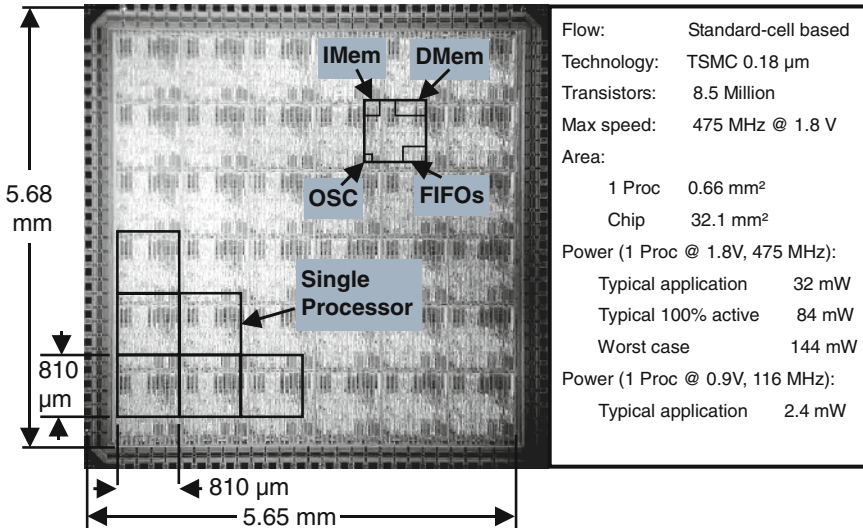 IMem
DMem
OSC
FIFOs
5.68
mm
Single
Processor
810
µm
810 µm
5.65 mm
Flow: Standard-cell based
Technology: TSMC 0.18 µm
Transistors: 8.5 Million
Max speed: 475 MHz @ 1.8 V
Area:
1 Proc 0.66 mm²
Chip 32.1 mm²
Power (1 Proc @ 1.8V, 475 MHz):
Typical application 32 mW
Typical 100% active 84 mW
Worst case 144 mW
Power (1 Proc @ 0.9V, 116 MHz):
Typical application 2.4 mW